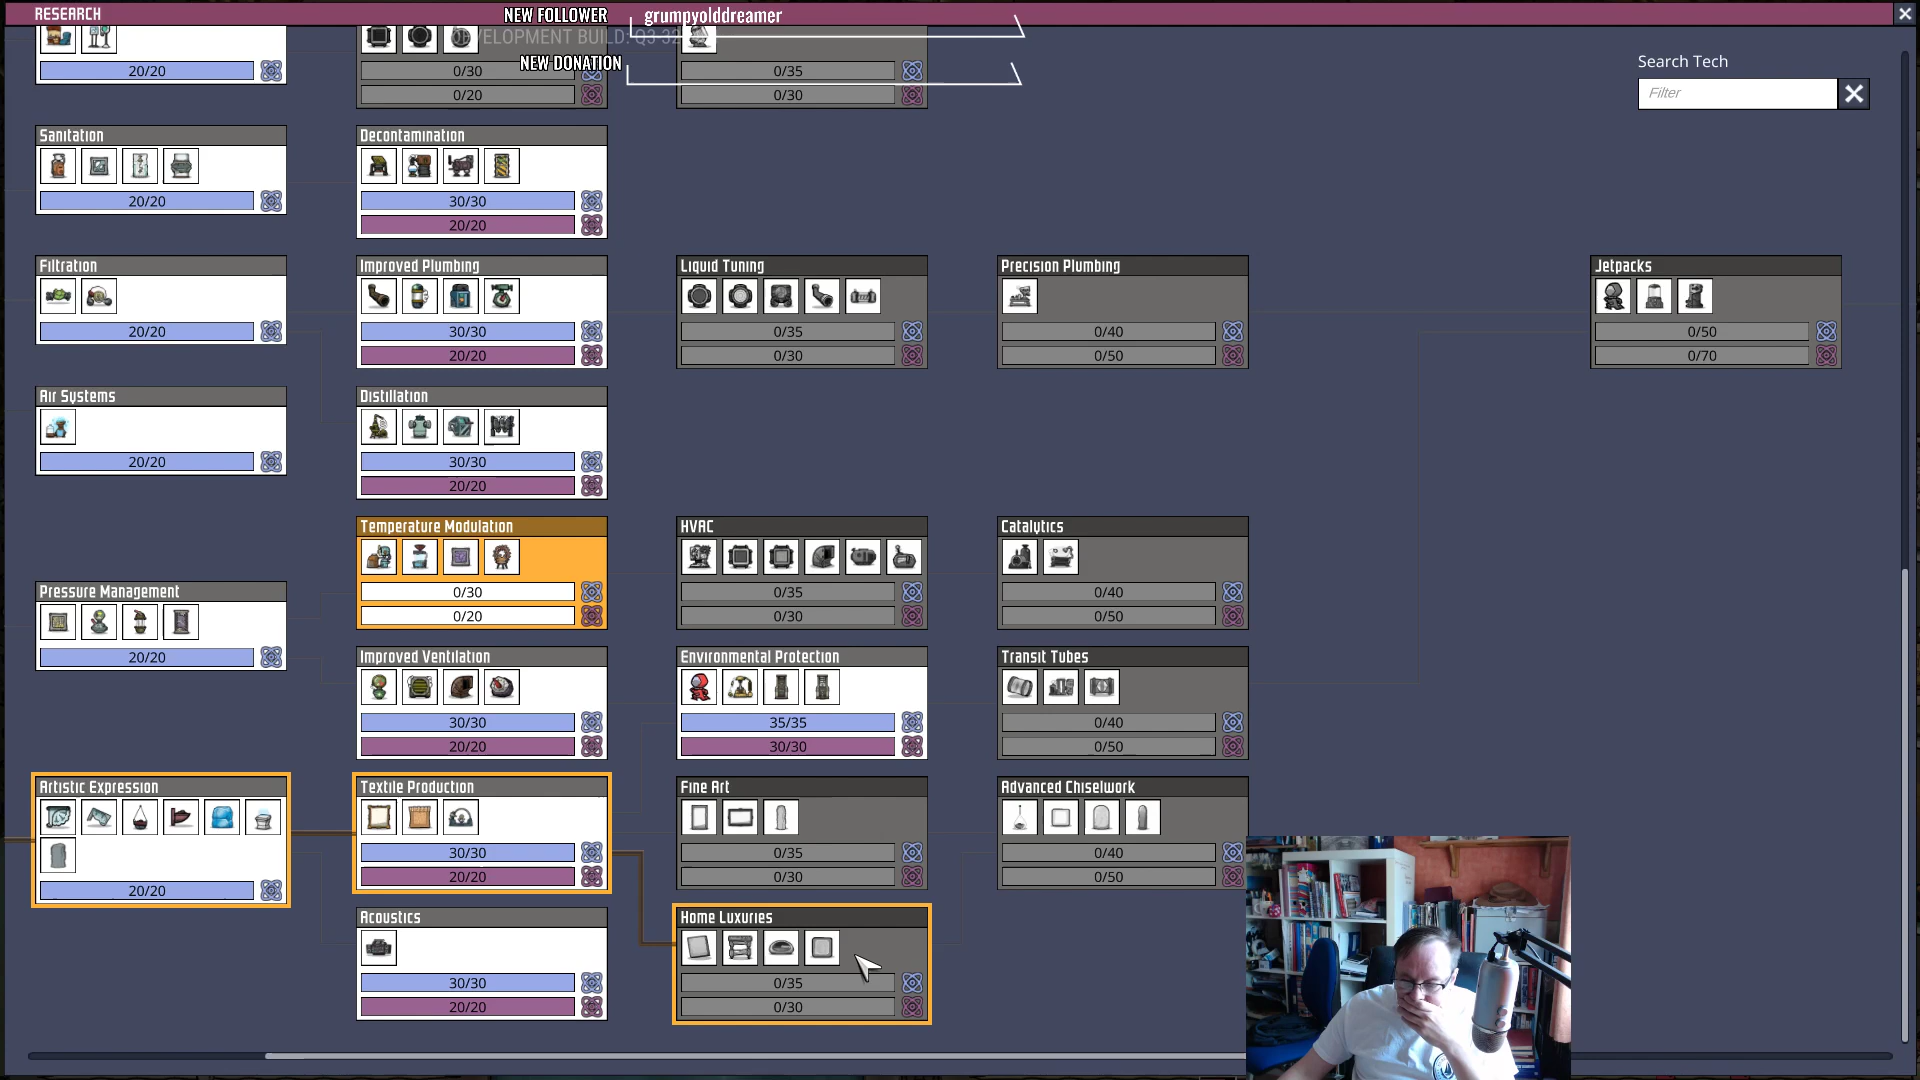 RESEARCH
NEW FOLLOWER
grumpyolddreamer
DEVELOPMENT BUILD: Q3 32
NEW DONATION
Search Tech
Filter
20/20
0/30
0/20
0/35
0/30
Sanitation
20/20
Decontamination
30/30
20/20
Filtration
20/20
Improved Plumbing
30/30
20/20
Liquid Tuning
0/35
0/30
Precision Plumbing
0/40
0/50
Jetpacks
0/50
0/70
Air Systems
20/20
Distillation
30/30
20/20
Temperature Modulation
0/30
0/20
HVAC
0/35
0/30
Catalytics
0/40
0/50
Pressure Management
20/20
Improved Ventilation
30/30
20/20
Environmental Protection
35/35
30/30
Transit Tubes
0/40
0/50
Artistic Expression
20/20
Textile Production
30/30
20/20
Fine Art
0/35
0/30
Advanced Chiselwork
0/40
0/50
Acoustics
30/30
20/20
Home Luxuries
0/35
0/30